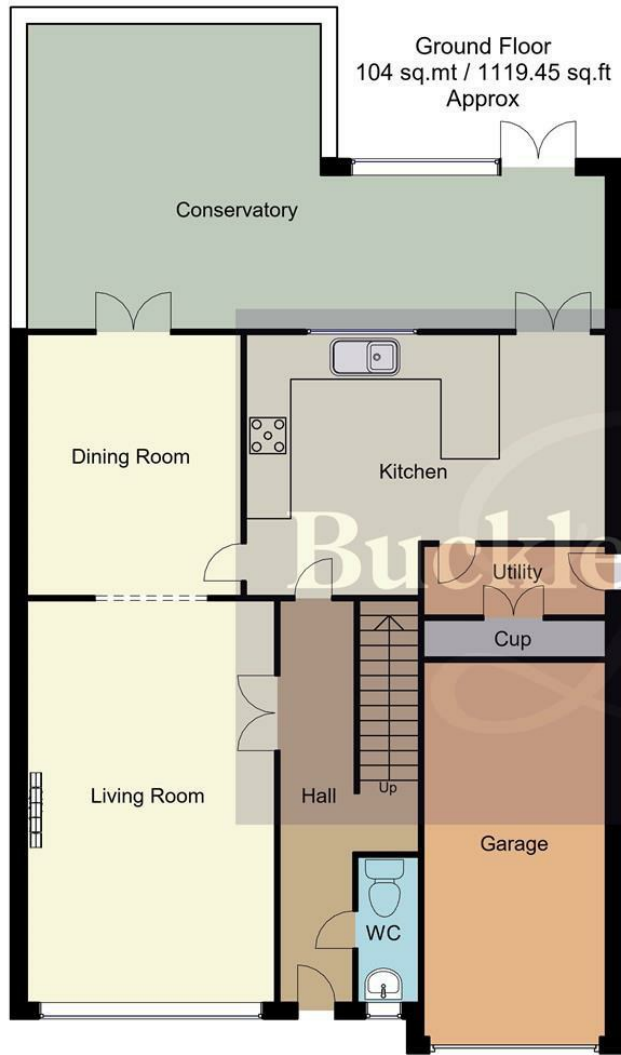 Ground Floor
104 sq.mt / 1119.45 sq.ft
Approx
Conservatory
Dining Room
Kitchen
Buckle
Utility
Cup
Living Room
Hall
Up
Garage
WC